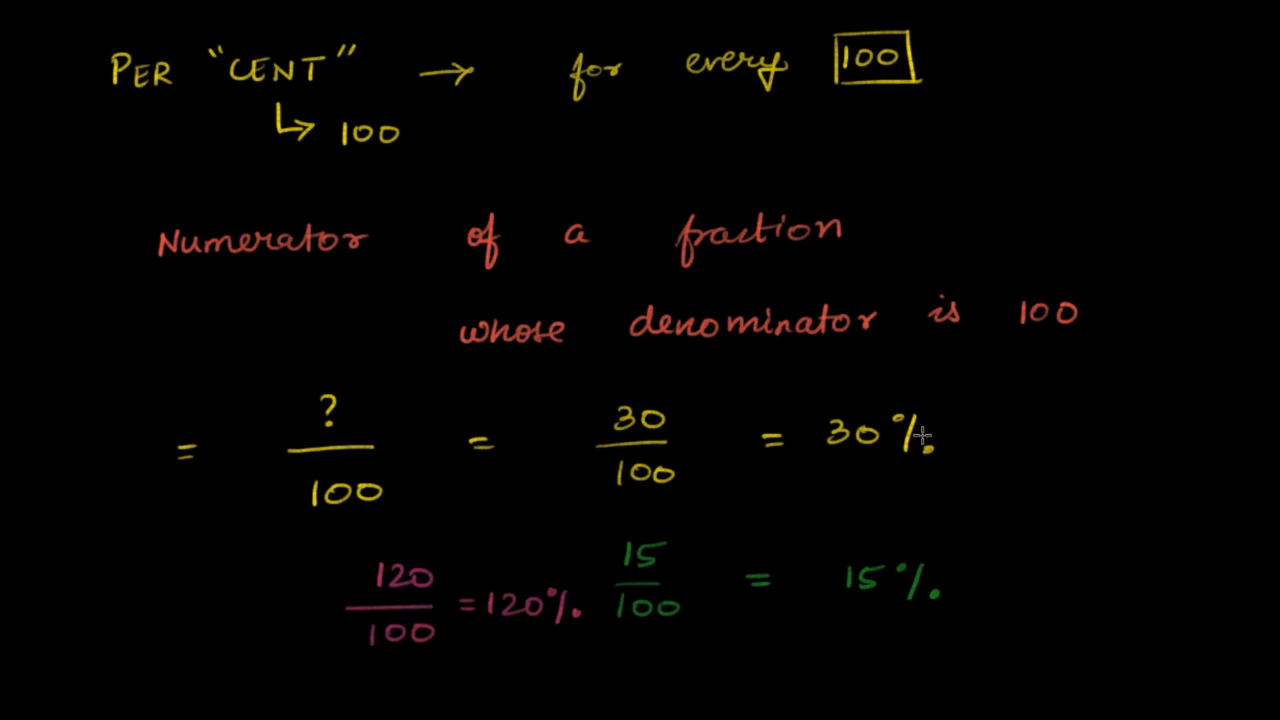 PER "CENT" → for every 100
↳ 100
Numerator of a fraction
whose denominator is 100
= ?/100 = 30/100 = 30%
120/100 = 120% 15/100 = 15%